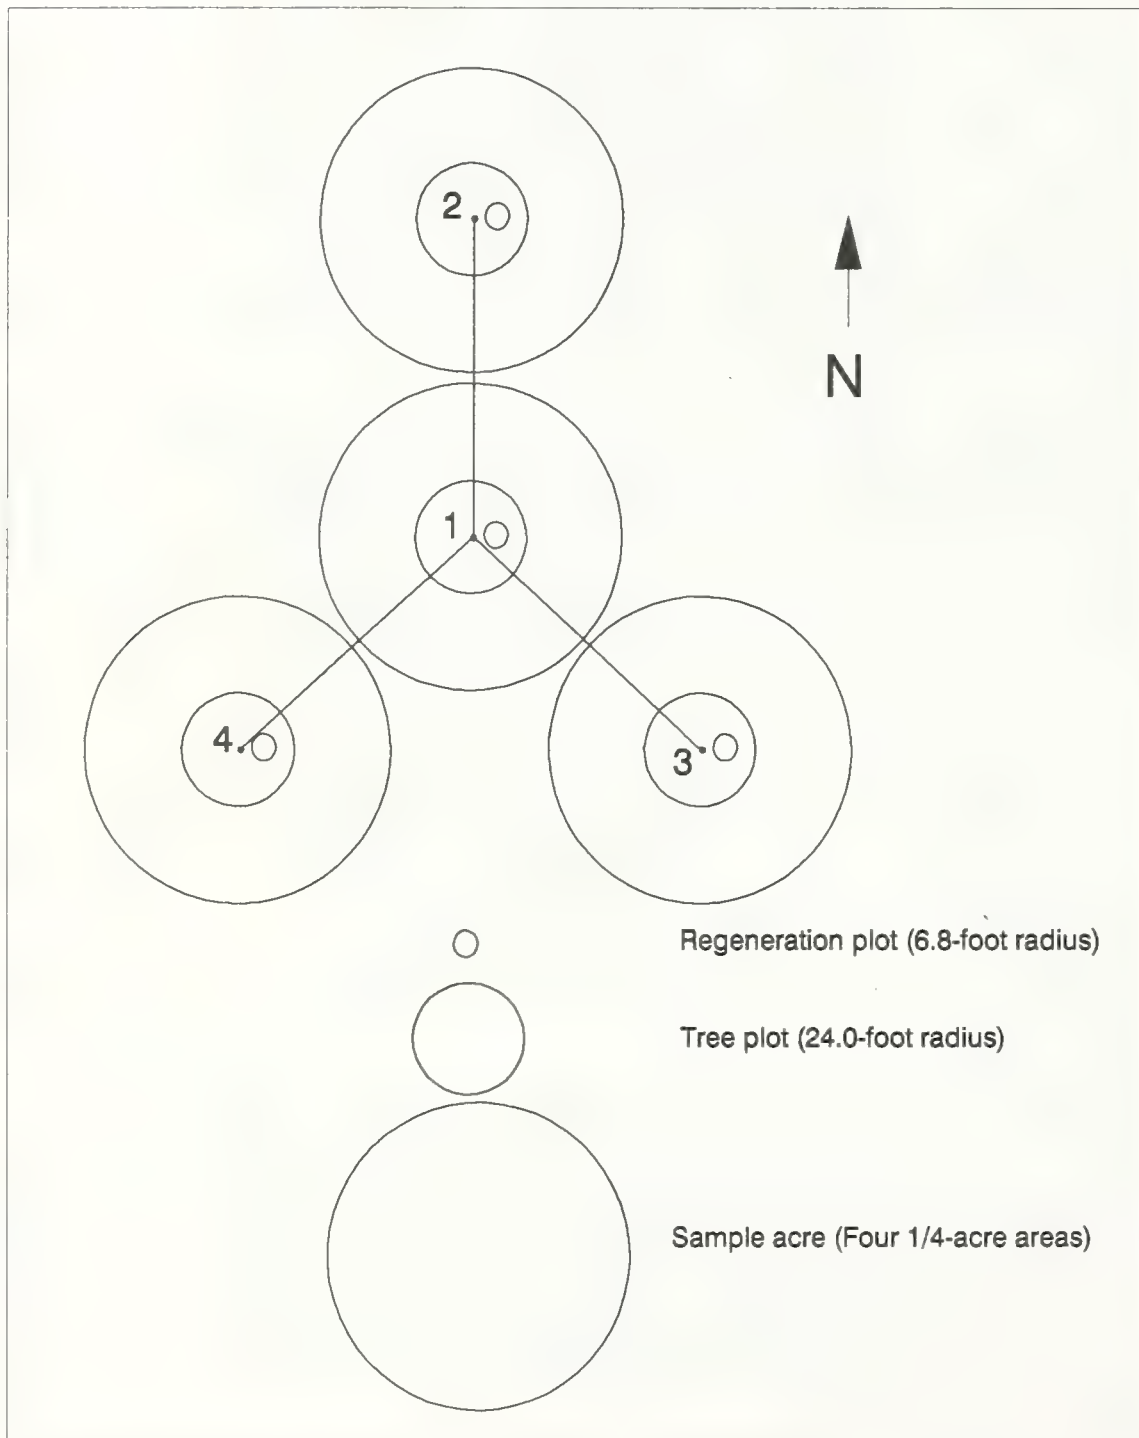 2
N
1
4
3
Regeneration plot (6.8-foot radius)
Tree plot (24.0-foot radius)
Sample acre (Four 1/4-acre areas)